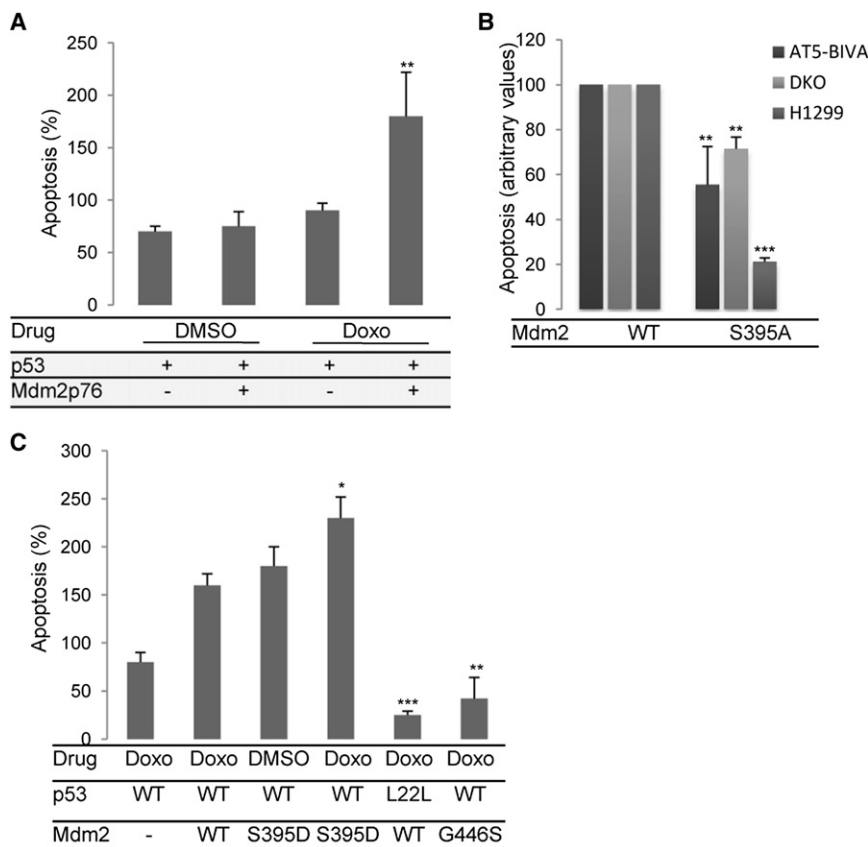 A
Apoptosis (%)
250
200
150
100
50
0
**
Drug DMSO Doxo
p53 + + + +
Mdm2p76 - + - +
B
Apoptosis (arbitrary values)
120
100
80
60
40
20
0
AT5-BIVA
DKO
H1299
** ** ***
Mdm2 WT S395A
C
Apoptosis (%)
300
250
200
150
100
50
0
*
***
**
Drug Doxo Doxo DMSO Doxo Doxo Doxo
p53 WT WT WT WT L22L WT
Mdm2 - WT S395D S395D WT G446S